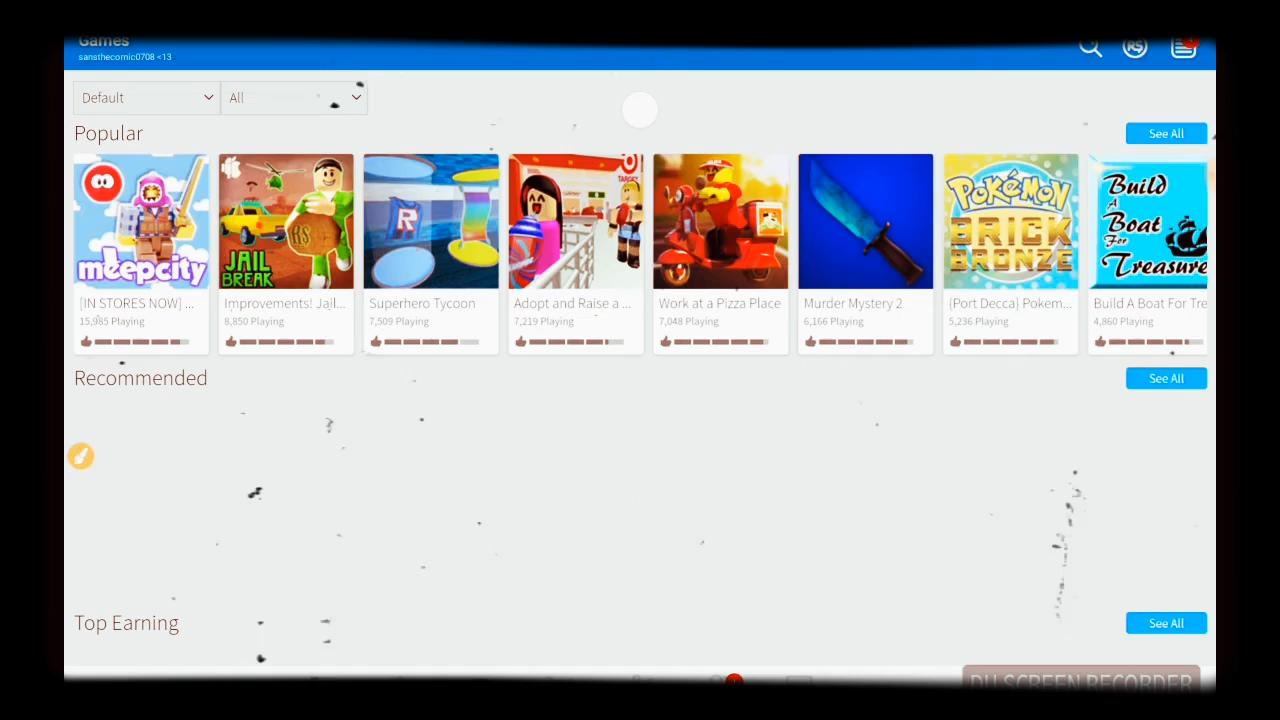 Games
sansthecomic0708 <13
RS
Default
All
Popular
See All
meepcity
RS
JAIL
BREAK
R
TARGET
POKéMON
BRICK
BRONZE
Build
A
Boat
For
Treasure
[IN STORES NOW] ...
15,985 Playing
Improvements! Jail...
8,850 Playing
Superhero Tycoon
7,509 Playing
Adopt and Raise a ...
7,219 Playing
Work at a Pizza Place
7,048 Playing
Murder Mystery 2
6,166 Playing
(Port Decca) Pokem...
5,236 Playing
Build A Boat For Tre
4,860 Playing
Recommended
See All
Top Earning
See All
DU SCREEN RECORDER